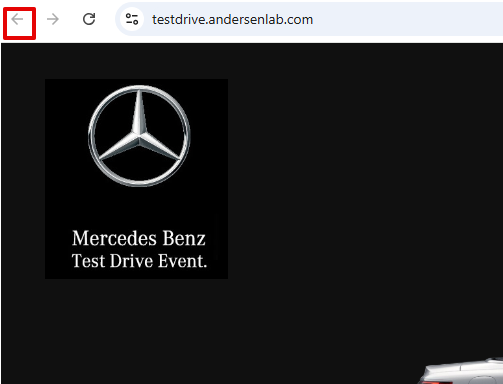 testdrive.andersenlab.com
Mercedes Benz
Test Drive Event.